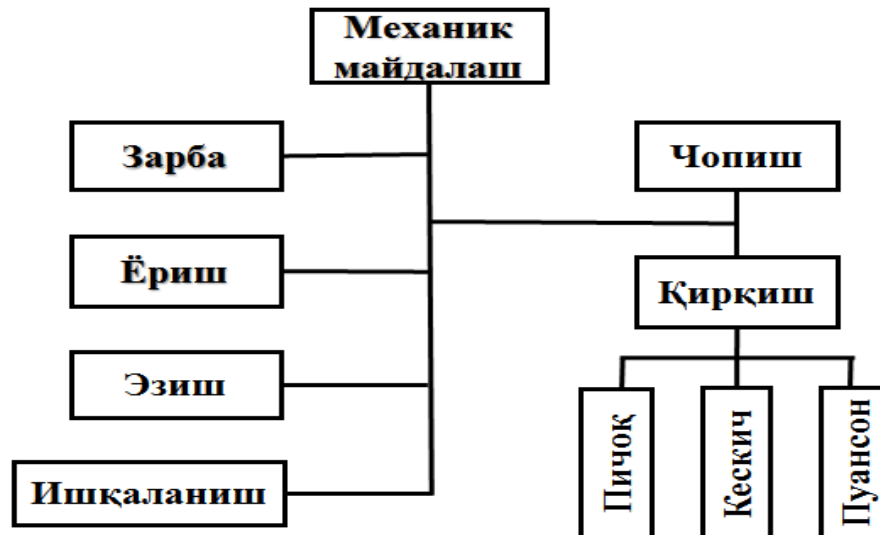 Механик
майдалаш
Зарба
Ёриш
Эзиш
Ишқаланиш
Чопиш
Қирқиш
Пичоқ
Кескич
Пуансон